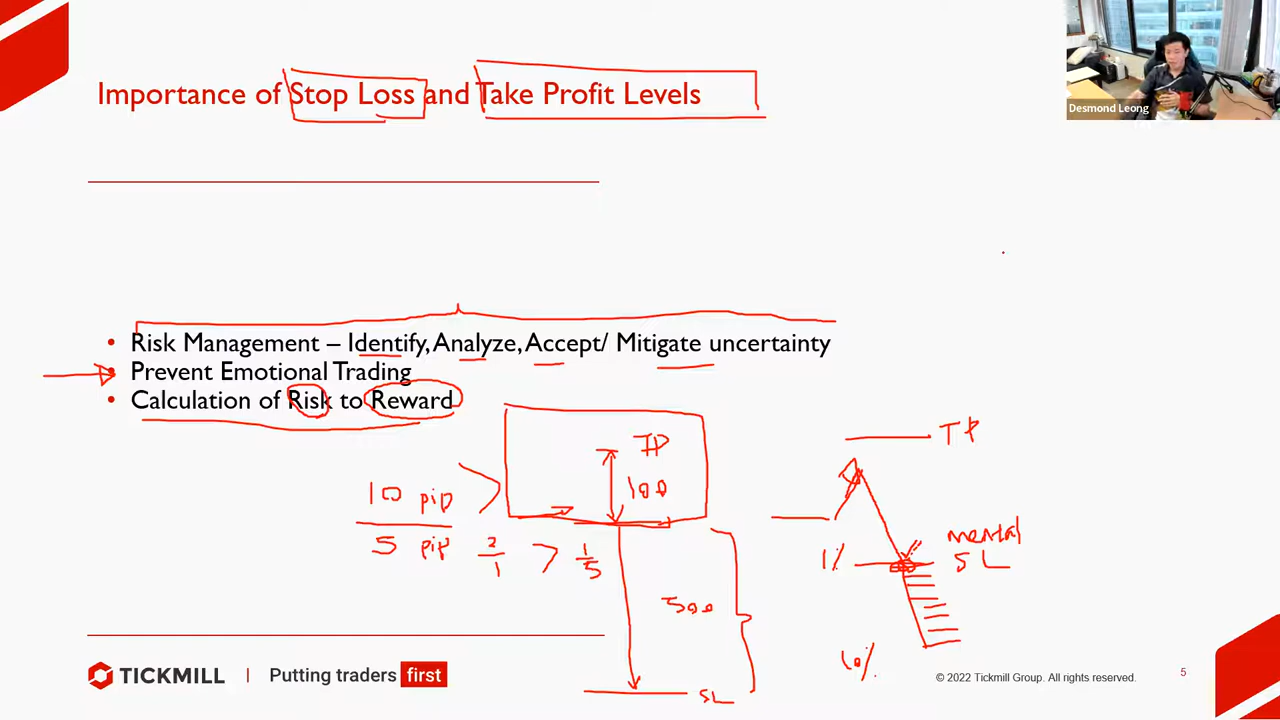 Importance of Stop Loss and Take Profit Levels
Desmond Leong
• Risk Management – Identify, Analyze, Accept/ Mitigate uncertainty
• Prevent Emotional Trading
• Calculation of Risk to Reward
TP
100
10 pip
5 pip
2/1 > 1/5
500
SL
TP
1%
mental
SL
10%
TICKMILL | Putting traders first
© 2022 Tickmill Group. All rights reserved.
5